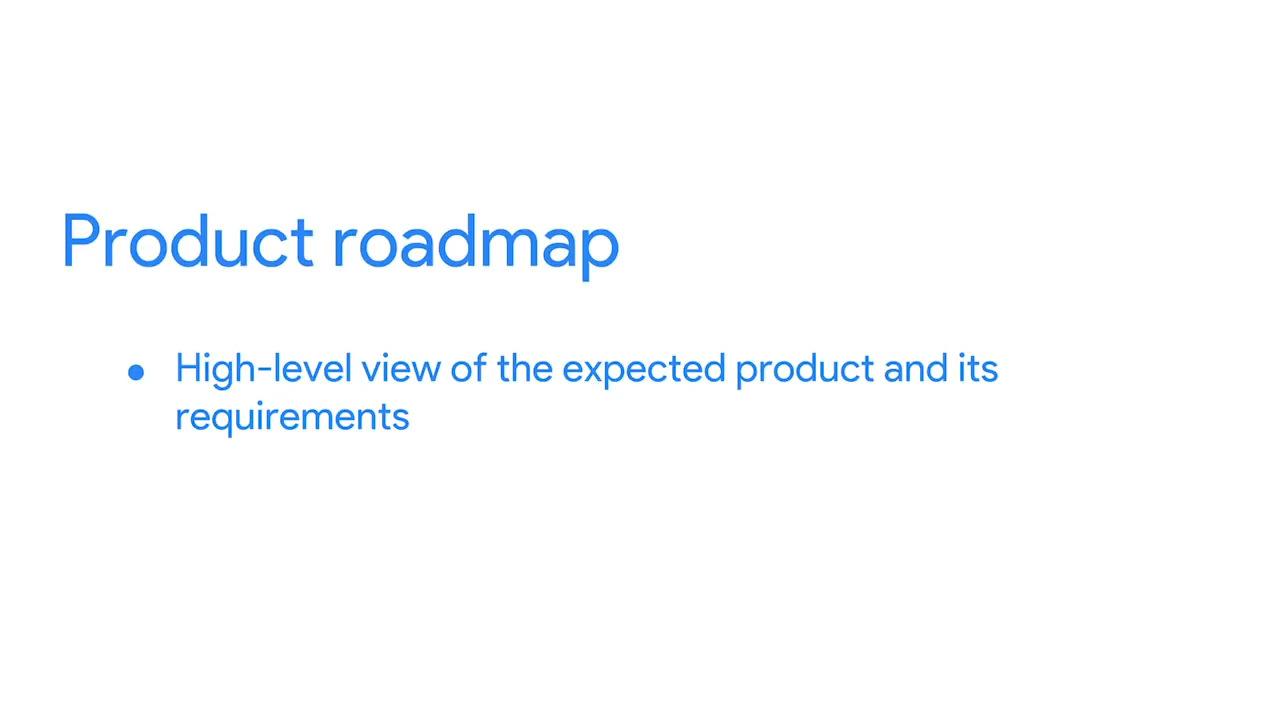 Product roadmap
● High-level view of the expected product and its
requirements